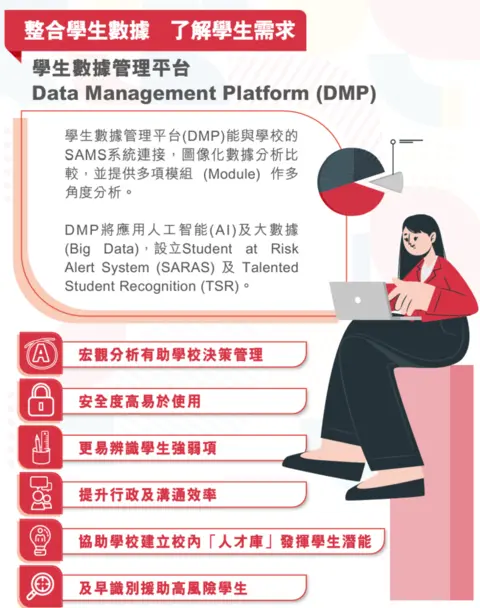 整合學生數據　了解學生需求
學生數據管理平台
Data Management Platform (DMP)
學生數據管理平台(DMP)能與學校的
SAMS系統連接，圖像化數據分析比
較，並提供多項模組 (Module) 作多
角度分析。
DMP將應用人工智能(AI)及大數據
(Big Data)，設立Student at Risk
Alert System (SARAS) 及 Talented
Student Recognition (TSR)。
宏觀分析有助學校決策管理
安全度高易於使用
更易辨識學生強弱項
提升行政及溝通效率
協助學校建立校內「人才庫」發揮學生潛能
及早識別援助高風險學生